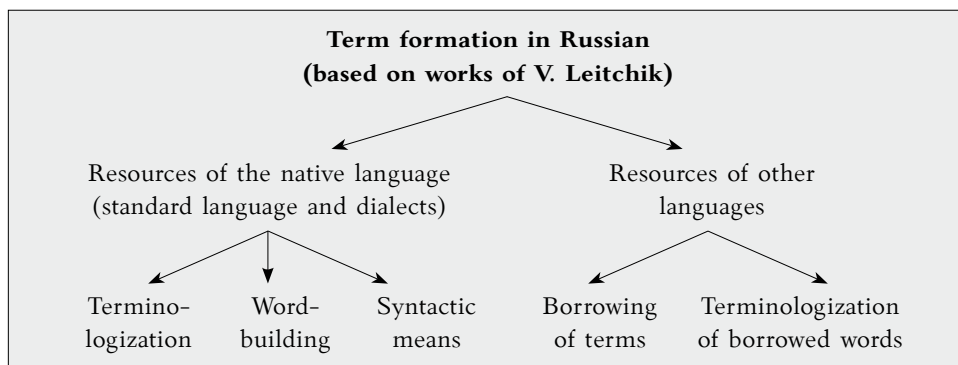 Term formation in Russian
(based on works of V. Leitchik)
Resources of the native language
(standard language and dialects)
Resources of other
languages
Termino-
logization
Word-
building
Syntactic
means
Borrowing
of terms
Terminologization
of borrowed words